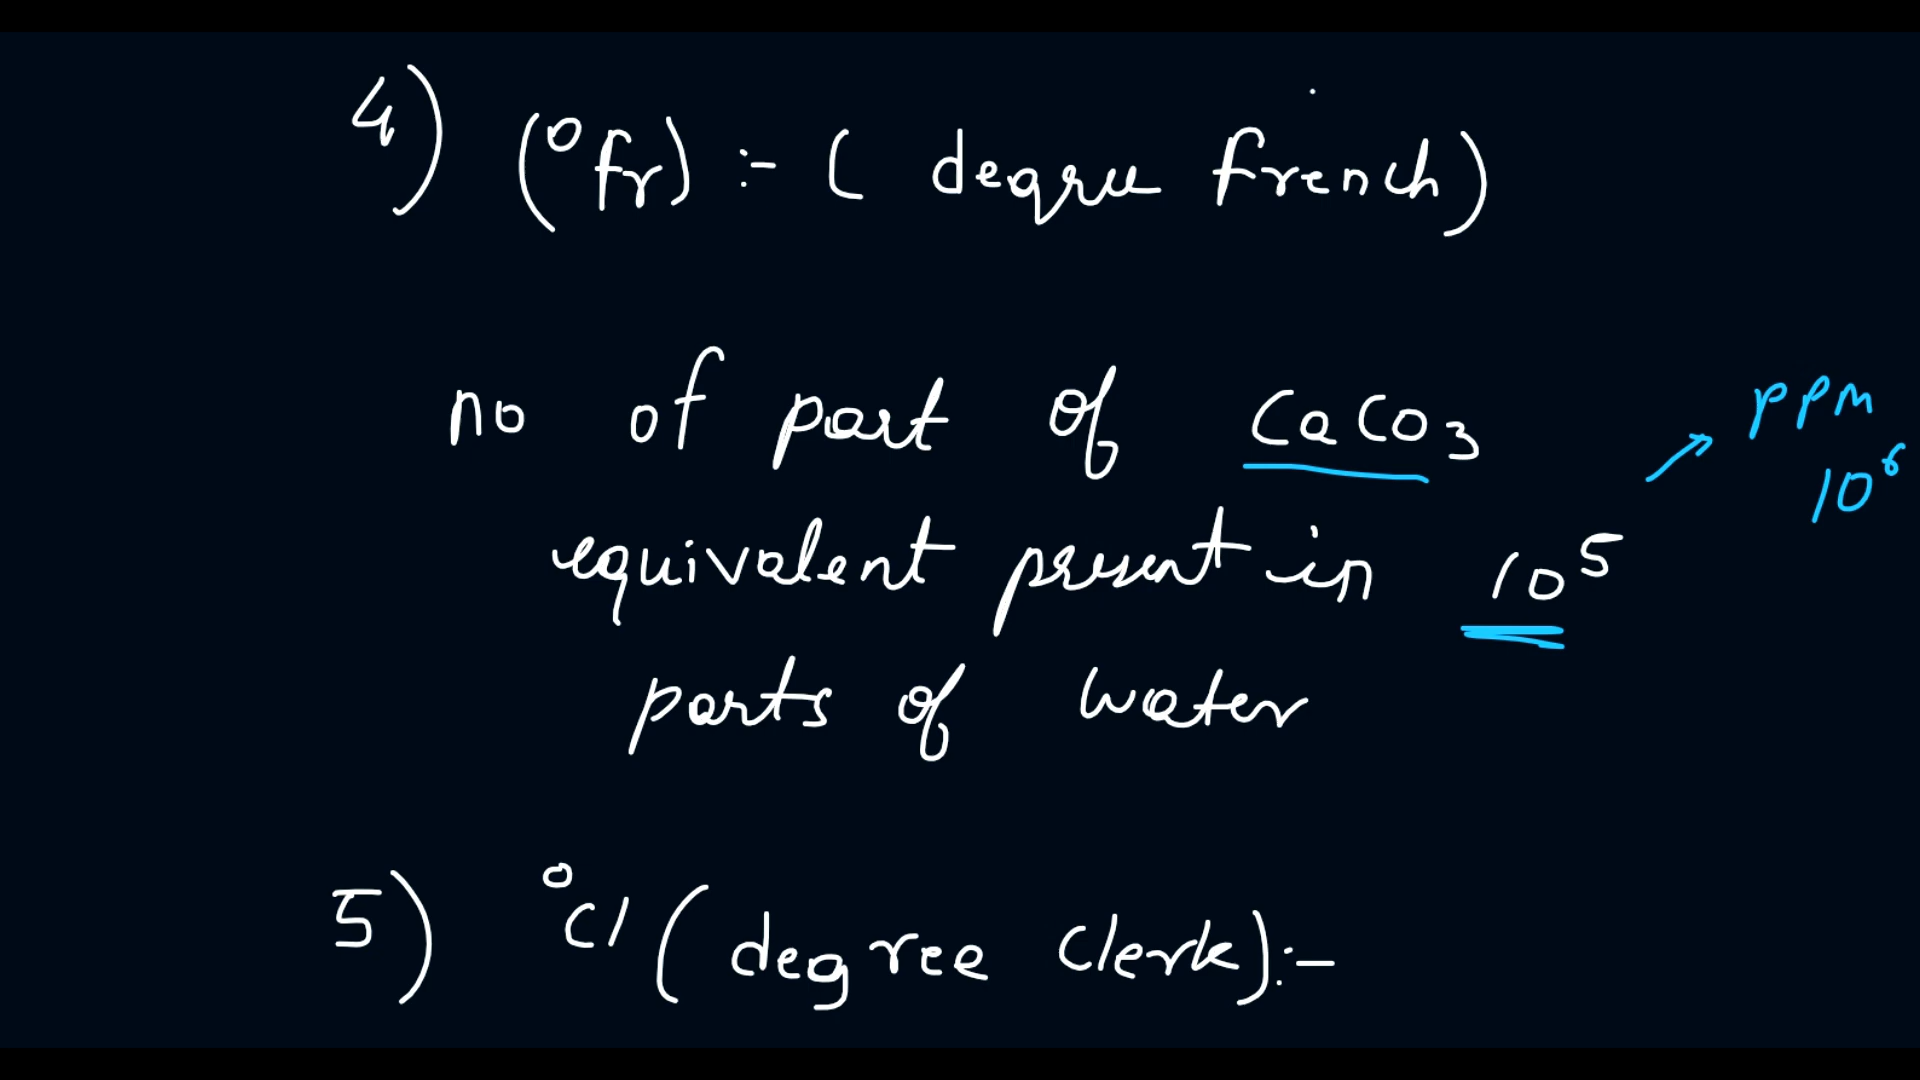 4) (°fr) :- ( degree french)
no of part of CaCO3
ppm
10⁶
equivalent present in 10⁵
parts of water
5) °Cl ( degree Clerk):-